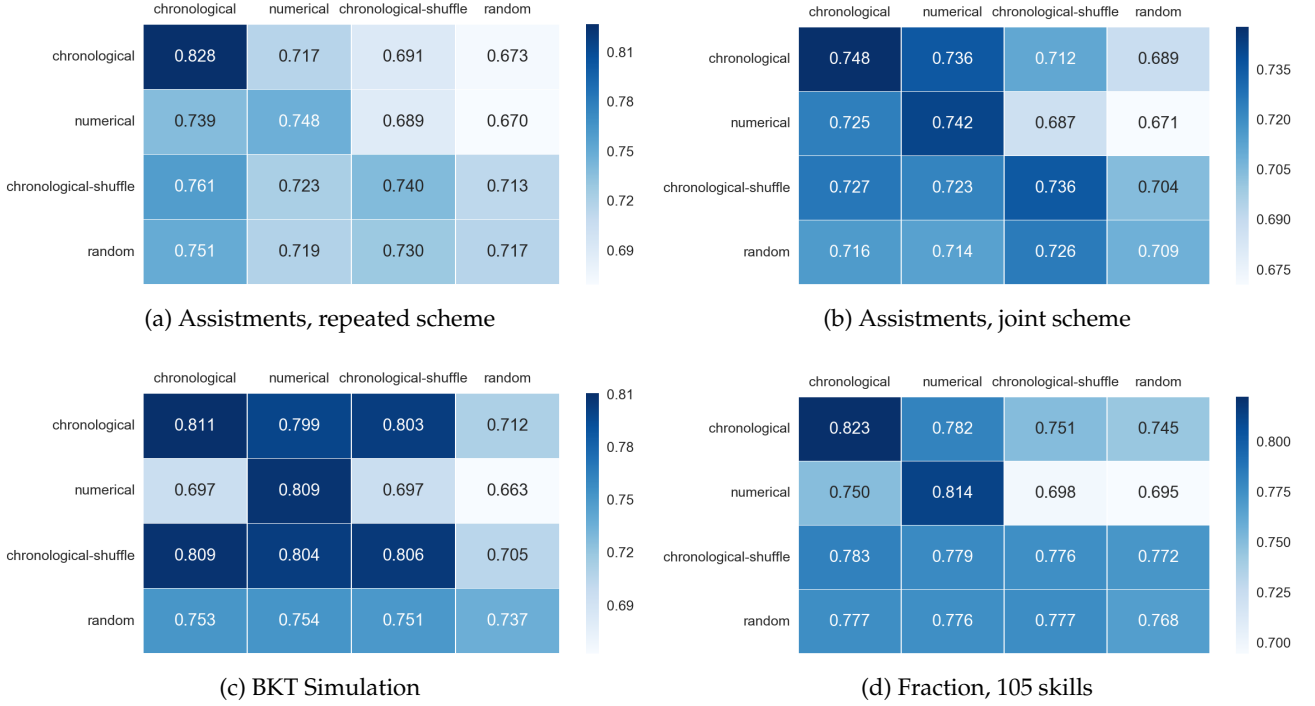 chronological numerical chronological-shuffle random
chronological 0.828 0.717 0.691 0.673
numerical 0.739 0.748 0.689 0.670
chronological-shuffle 0.761 0.723 0.740 0.713
random 0.751 0.719 0.730 0.717
0.81
0.78
0.75
0.72
0.69
(a) Assistments, repeated scheme
chronological numerical chronological-shuffle random
chronological 0.748 0.736 0.712 0.689
numerical 0.725 0.742 0.687 0.671
chronological-shuffle 0.727 0.723 0.736 0.704
random 0.716 0.714 0.726 0.709
0.735
0.720
0.705
0.690
0.675
(b) Assistments, joint scheme
chronological numerical chronological-shuffle random
chronological 0.811 0.799 0.803 0.712
numerical 0.697 0.809 0.697 0.663
chronological-shuffle 0.809 0.804 0.806 0.705
random 0.753 0.754 0.751 0.737
0.81
0.78
0.75
0.72
0.69
(c) BKT Simulation
chronological numerical chronological-shuffle random
chronological 0.823 0.782 0.751 0.745
numerical 0.750 0.814 0.698 0.695
chronological-shuffle 0.783 0.779 0.776 0.772
random 0.777 0.776 0.777 0.768
0.800
0.775
0.750
0.725
0.700
(d) Fraction, 105 skills